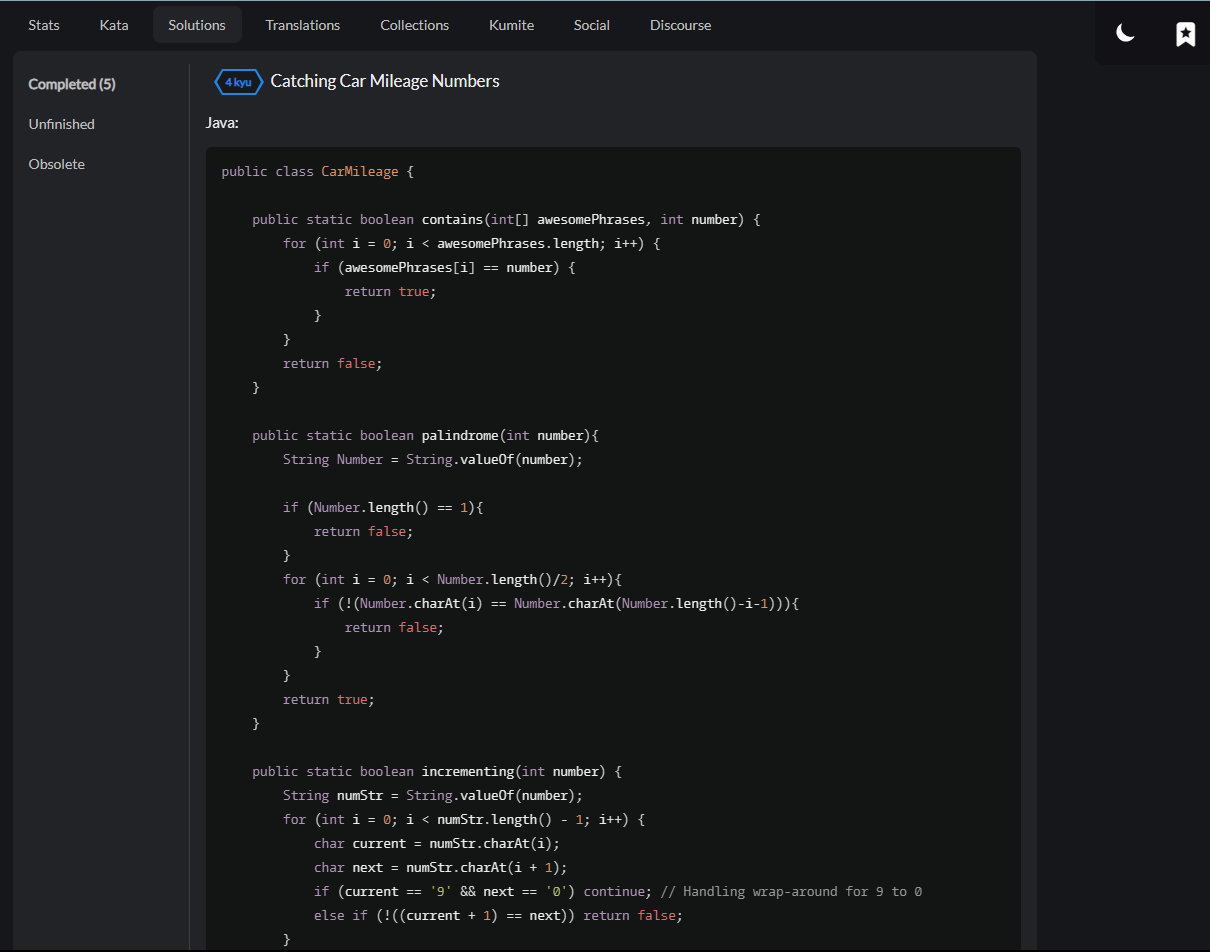 Stats Kata Solutions Translations Collections Kumite Social Discourse
Completed (5)
Unfinished
Obsolete
4 kyu Catching Car Mileage Numbers
Java:
public class CarMileage {
    public static boolean contains(int[] awesomePhrases, int number) {
        for (int i = 0; i < awesomePhrases.length; i++) {
            if (awesomePhrases[i] == number) {
                return true;
            }
        }
        return false;
    }
    public static boolean palindrome(int number){
        String Number = String.valueOf(number);
        if (Number.length() == 1){
            return false;
        }
        for (int i = 0; i < Number.length()/2; i++){
            if (!(Number.charAt(i) == Number.charAt(Number.length()-i-1))){
                return false;
            }
        }
        return true;
    }
    public static boolean incrementing(int number) {
        String numStr = String.valueOf(number);
        for (int i = 0; i < numStr.length() - 1; i++) {
            char current = numStr.charAt(i);
            char next = numStr.charAt(i + 1);
            if (current == '9' && next == '0') continue; // Handling wrap-around for 9 to 0
            else if (!((current + 1) == next)) return false;
        }